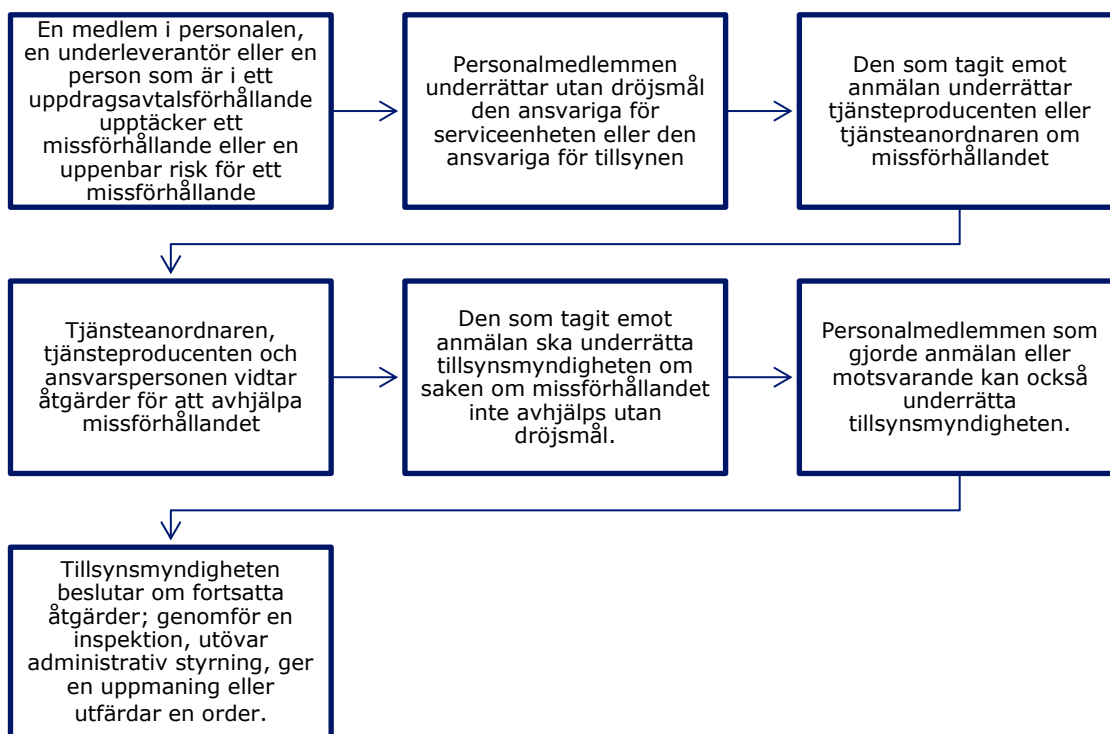 En medlem i personalen,
en underleverantör eller en
person som är i ett
uppdragsavtalsförhållande
upptäcker ett
missförhållande eller en
uppenbar risk för ett
missförhållande
Personalmedlemmen
underrättar utan dröjsmål
den ansvariga för
serviceenheten eller den
ansvariga för tillsynen
Den som tagit emot
anmälan underrättar
tjänsteproducenten eller
tjänsteanordnaren om
missförhållandet
Tjänsteanordnaren,
tjänsteproducenten och
ansvarspersonen vidtar
åtgärder för att avhjälpa
missförhållandet
Den som tagit emot
anmälan ska underrätta
tillsynsmyndigheten om
saken om missförhållandet
inte avhjälps utan
dröjsmål.
Personalmedlemmen som
gjorde anmälan eller
motsvarande kan också
underrätta
tillsynsmyndigheten.
Tillsynsmyndigheten
beslutar om fortsatta
åtgärder; genomför en
inspektion, utövar
administrativ styrning, ger
en uppmaning eller
utfärdar en order.